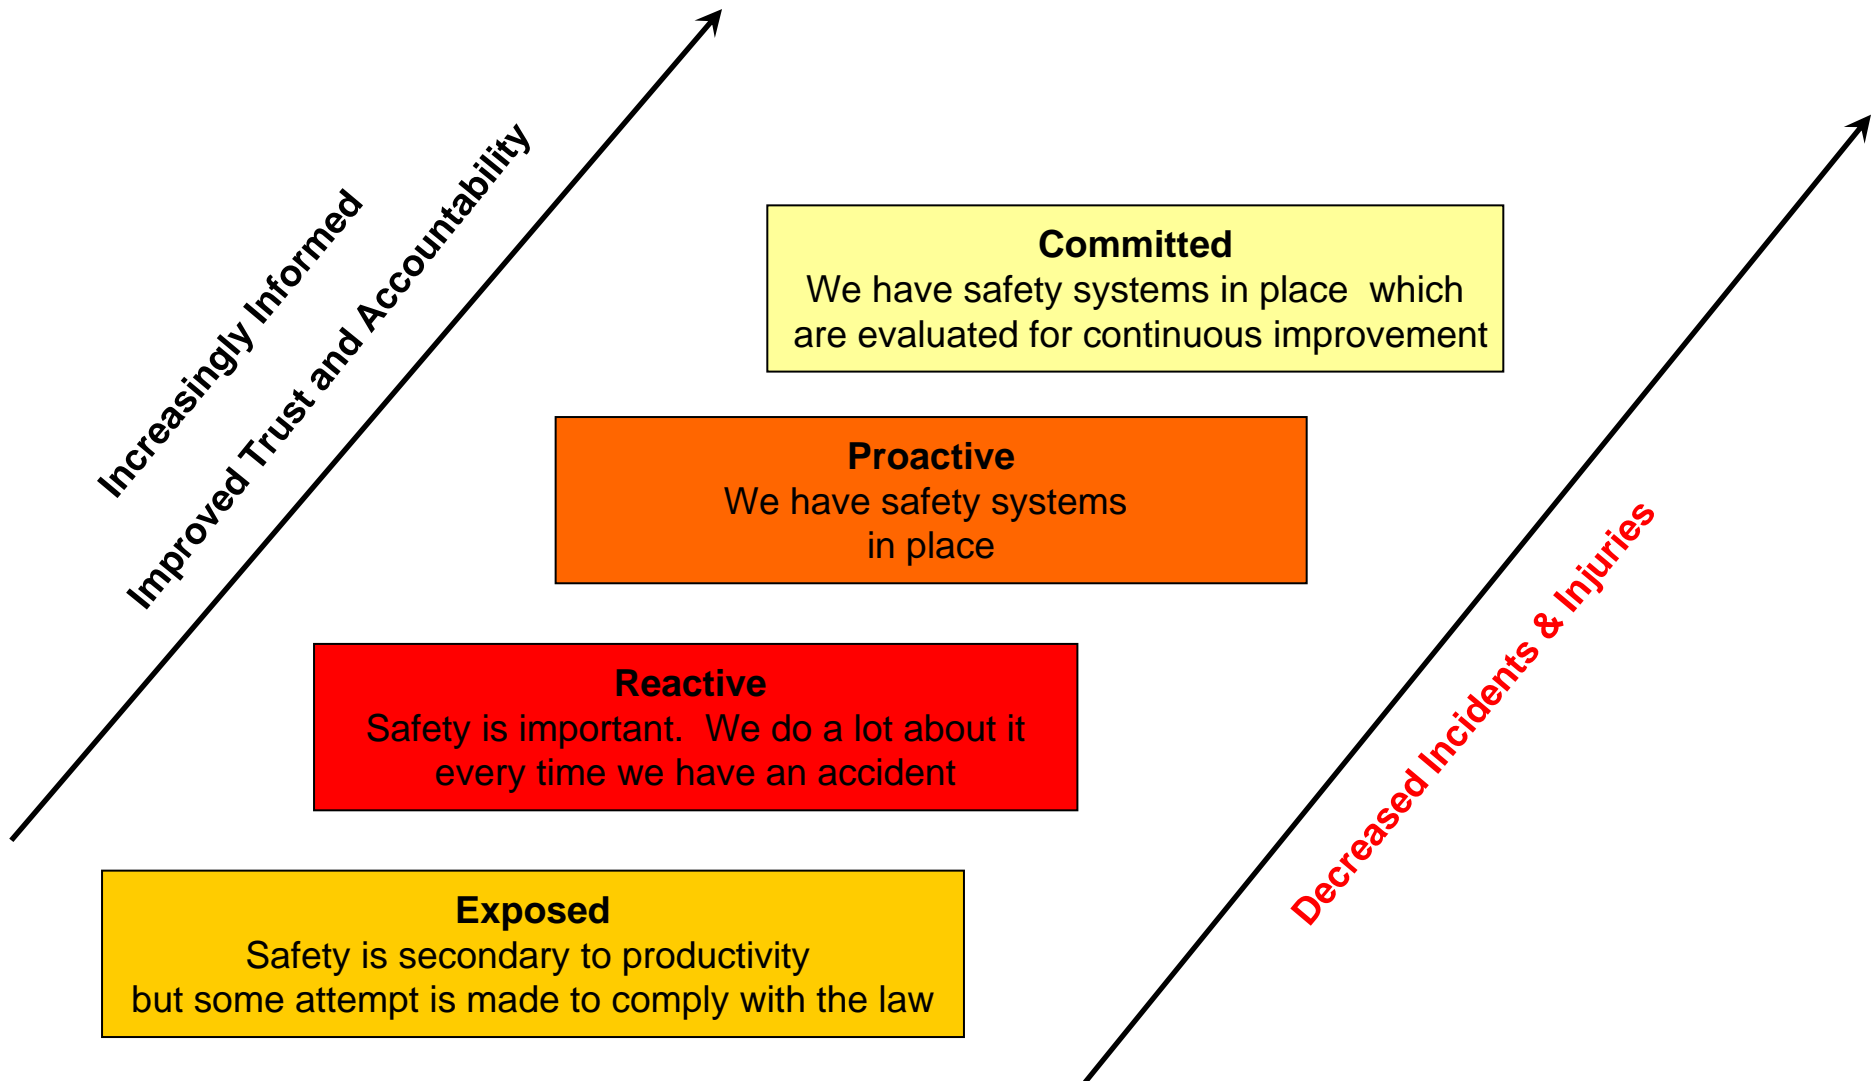 Increasingly Informed
Improved Trust and Accountability
Committed
We have safety systems in place  which
are evaluated for continuous improvement
Proactive
We have safety systems
in place
Reactive
Safety is important.  We do a lot about it
every time we have an accident
Exposed
Safety is secondary to productivity
but some attempt is made to comply with the law
Decreased Incidents & Injuries